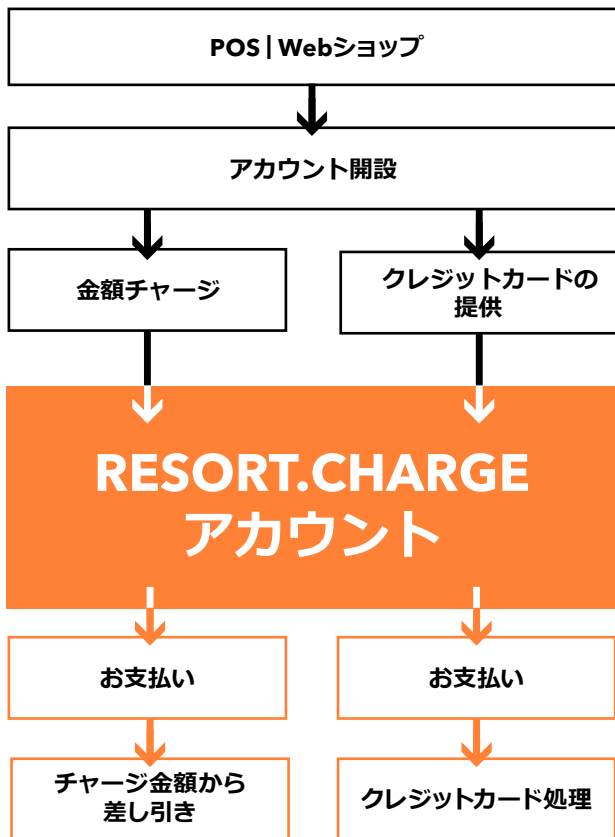 POS | Webショップ
アカウント開設
金額チャージ
クレジットカードの
提供
RESORT.CHARGE
アカウント
お支払い
お支払い
チャージ金額から
差し引き
クレジットカード処理